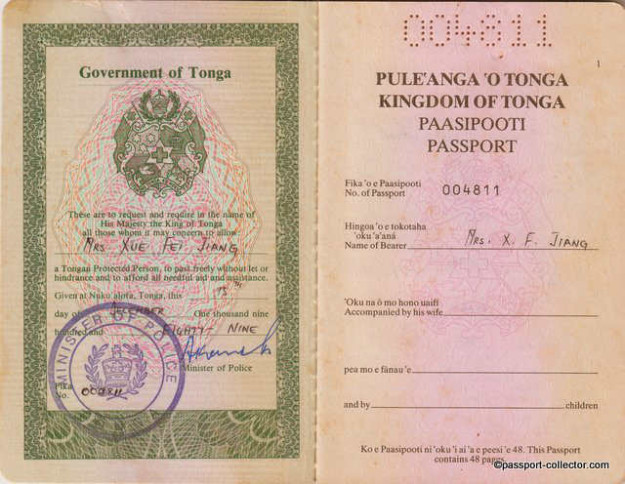 Government of Tonga
These are to request and require in the name of
His Majesty the King of Tonga
all those whom it may concern to allow
MRS XUE FEI JIANG
a Tongan Protected Person, to pass freely without let or
hindrance and to afford all needful aid and assistance.
Given at Nuku'alofa, Tonga, this
day of DECEMBER One thousand nine
hundred and EIGHTY-NINE
Minister of Police
MINISTER OF POLICE
Fika
No. 004811
004811
1
PULE'ANGA 'O TONGA
KINGDOM OF TONGA
PAASIPOOTI
PASSPORT
Fika 'o e Paasipooti
No. of Passport 004811
Hingoa 'o e tokotaha
'oku 'a'aná
Name of Bearer MRS. X. F. JIANG
'Oku na ō mo hono uaifi
Accompanied by his wife
pea mo e fānau 'e
and by children
Ko e Paasipooti ni 'oku 'i ai 'a e peesi 'e 48. This Passport
contains 48 pages.
©passport-collector.com